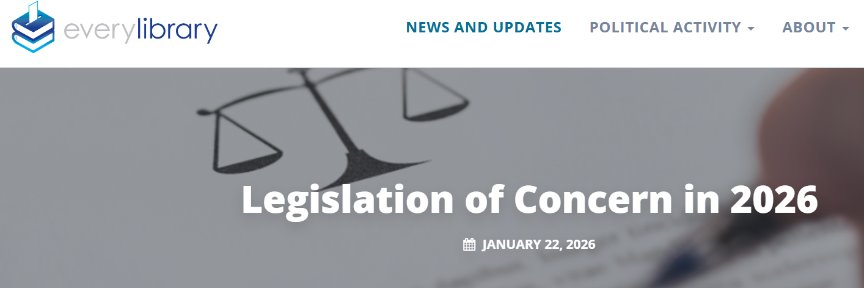 everylibrary
NEWS AND UPDATES POLITICAL ACTIVITY ABOUT
Legislation of Concern in 2026
JANUARY 22, 2026